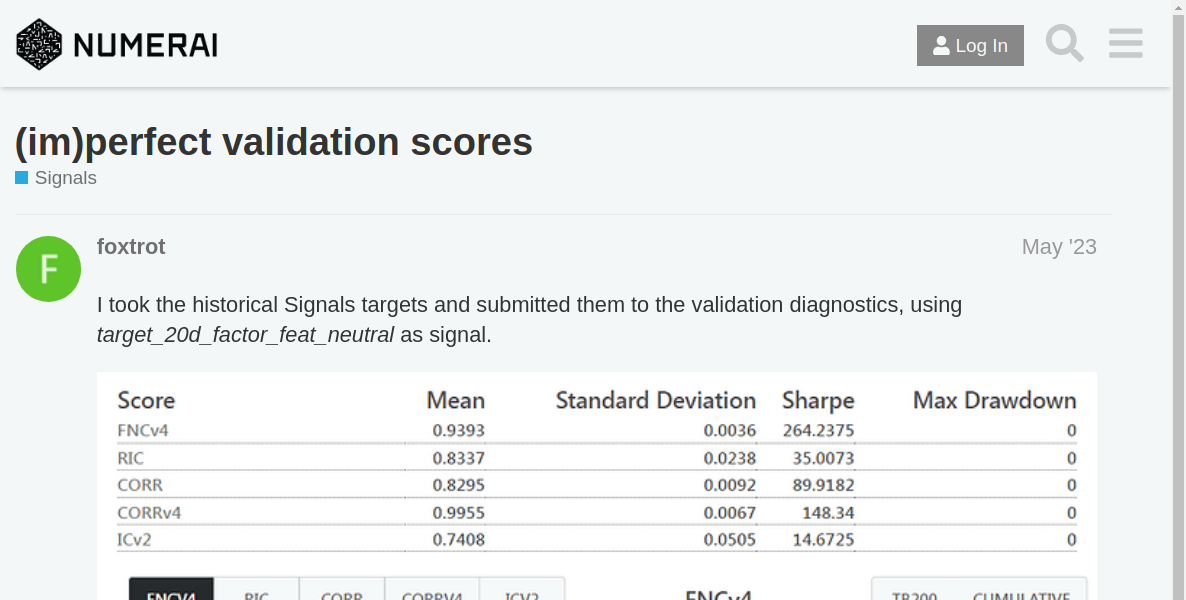 NUMERAI
Log In
(im)perfect validation scores
Signals
F
foxtrot
May '23
I took the historical Signals targets and submitted them to the validation diagnostics, using
target_20d_factor_feat_neutral as signal.
Score Mean Standard Deviation Sharpe Max Drawdown
FNCv4 0.9393 0.0036 264.2375 0
RIC 0.8337 0.0238 35.0073 0
CORR 0.8295 0.0092 89.9182 0
CORRv4 0.9955 0.0067 148.34 0
ICv2 0.7408 0.0505 14.6725 0
FNCV4 RIC CORR CORRV4 ICV2 FNCv4 TB200 CUMULATIVE